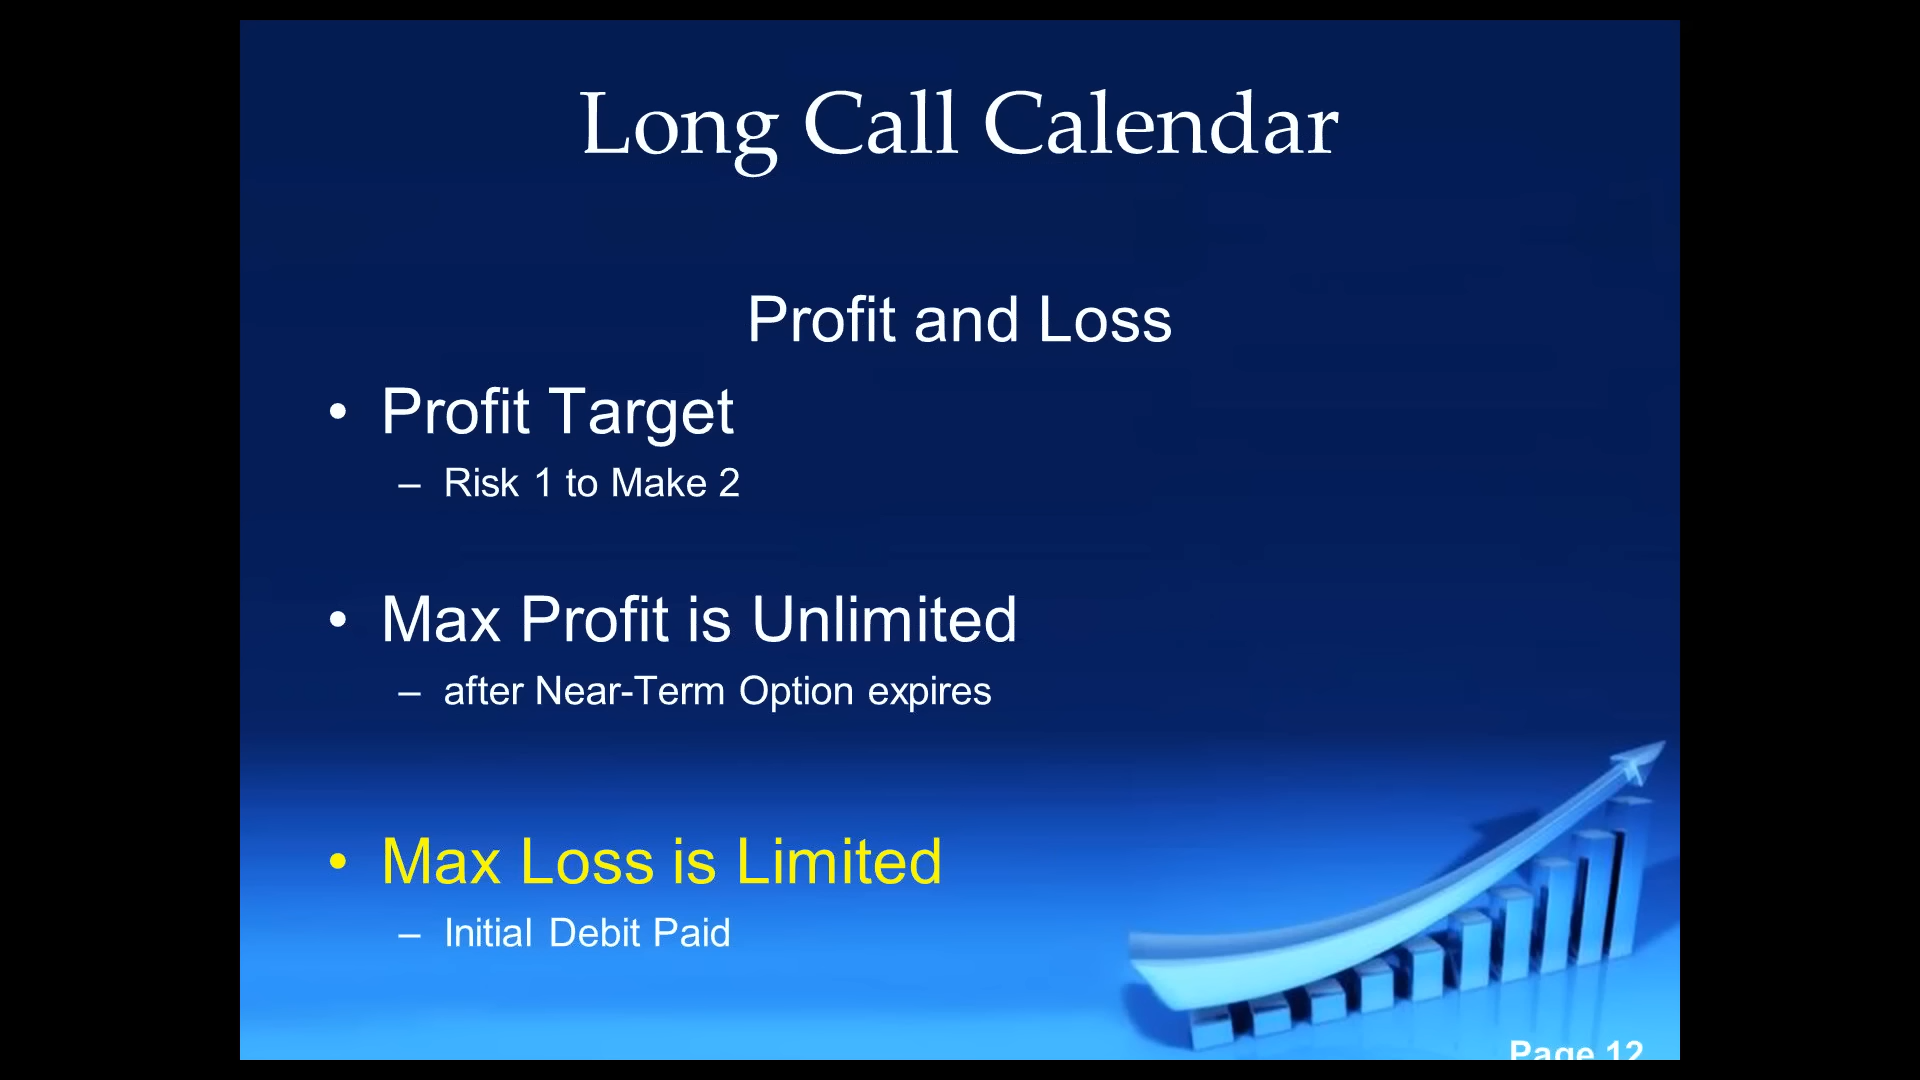 Long Call Calendar
Profit and Loss
• Profit Target
– Risk 1 to Make 2
• Max Profit is Unlimited
– after Near-Term Option expires
• Max Loss is Limited
– Initial Debit Paid
Page 12